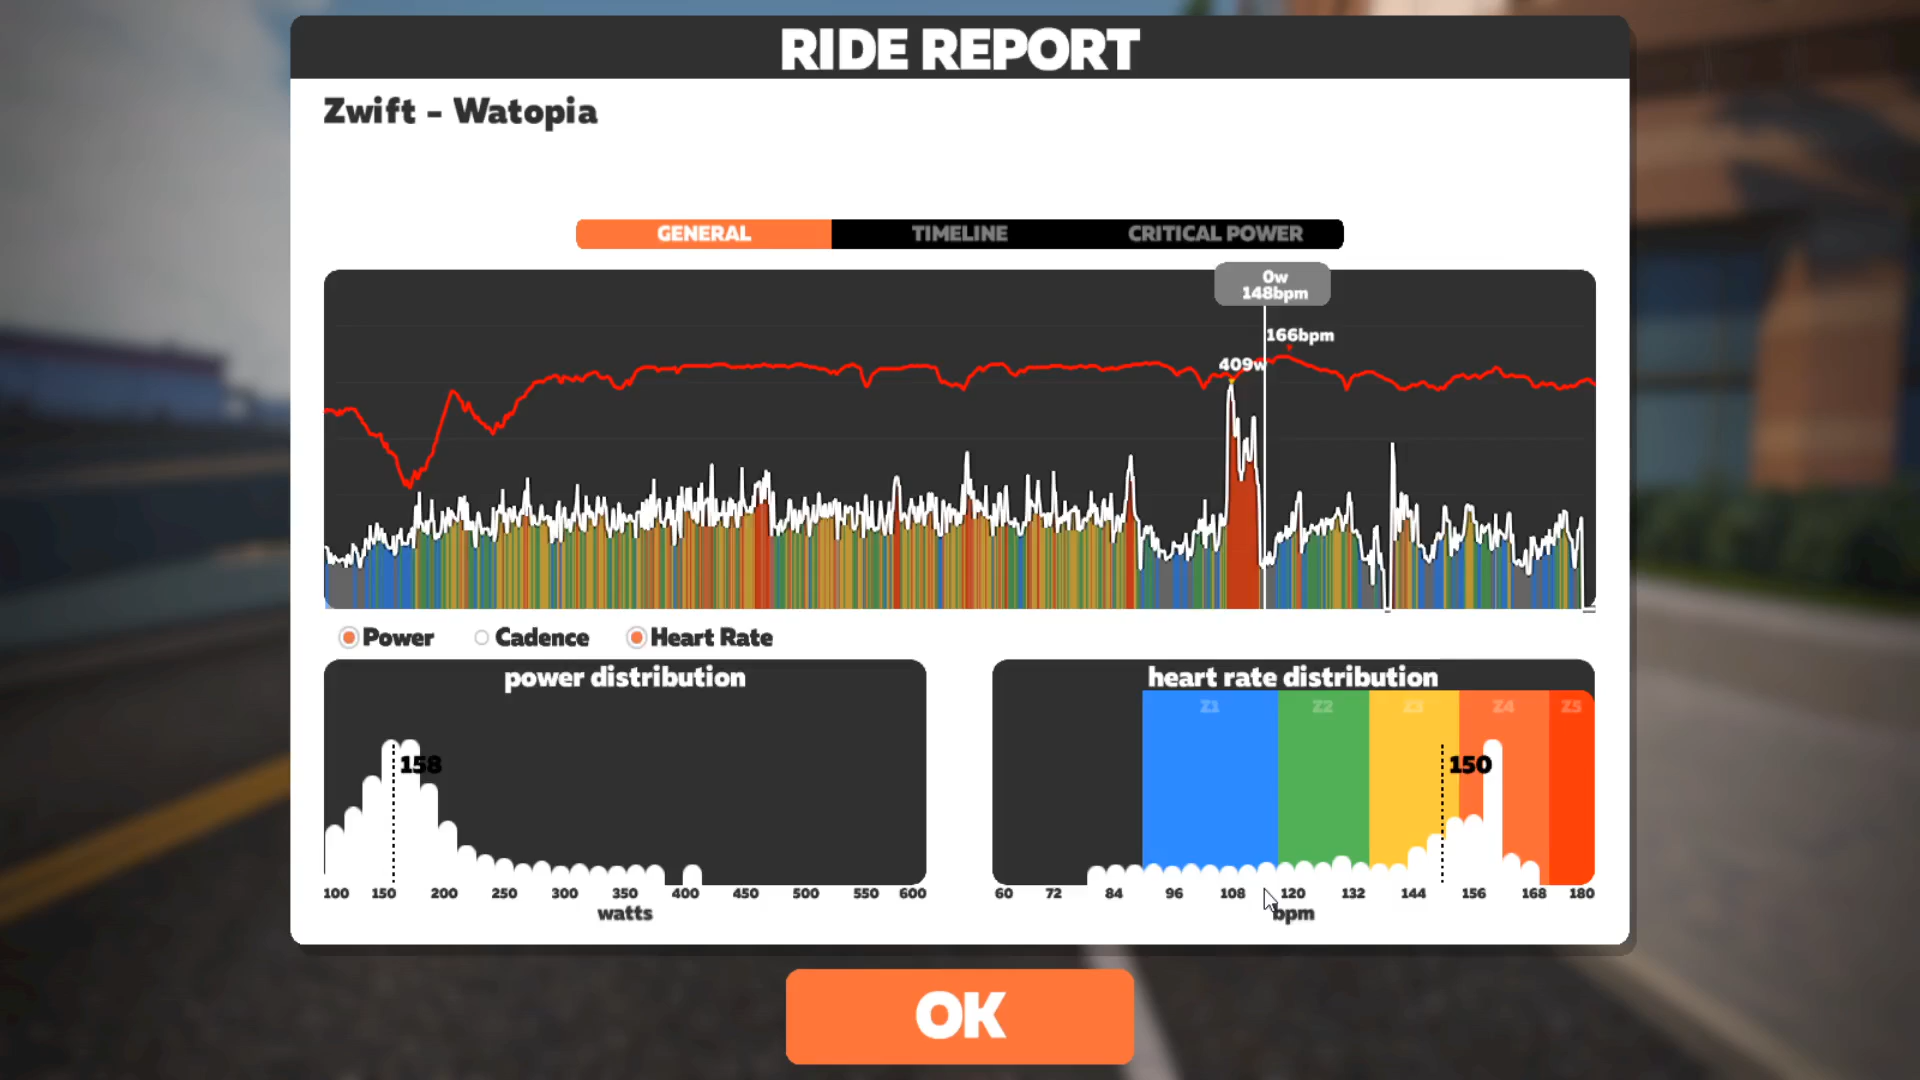 RIDE REPORT
Zwift - Watopia
GENERAL
TIMELINE
CRITICAL POWER
0w
148bpm
166bpm
409w
Power
Cadence
Heart Rate
power distribution
158
100 150 200 250 300 350 400 450 500 550 600
watts
heart rate distribution
Z1 Z2 Z3 Z4 Z5
150
60 72 84 96 108 120 132 144 156 168 180
bpm
OK